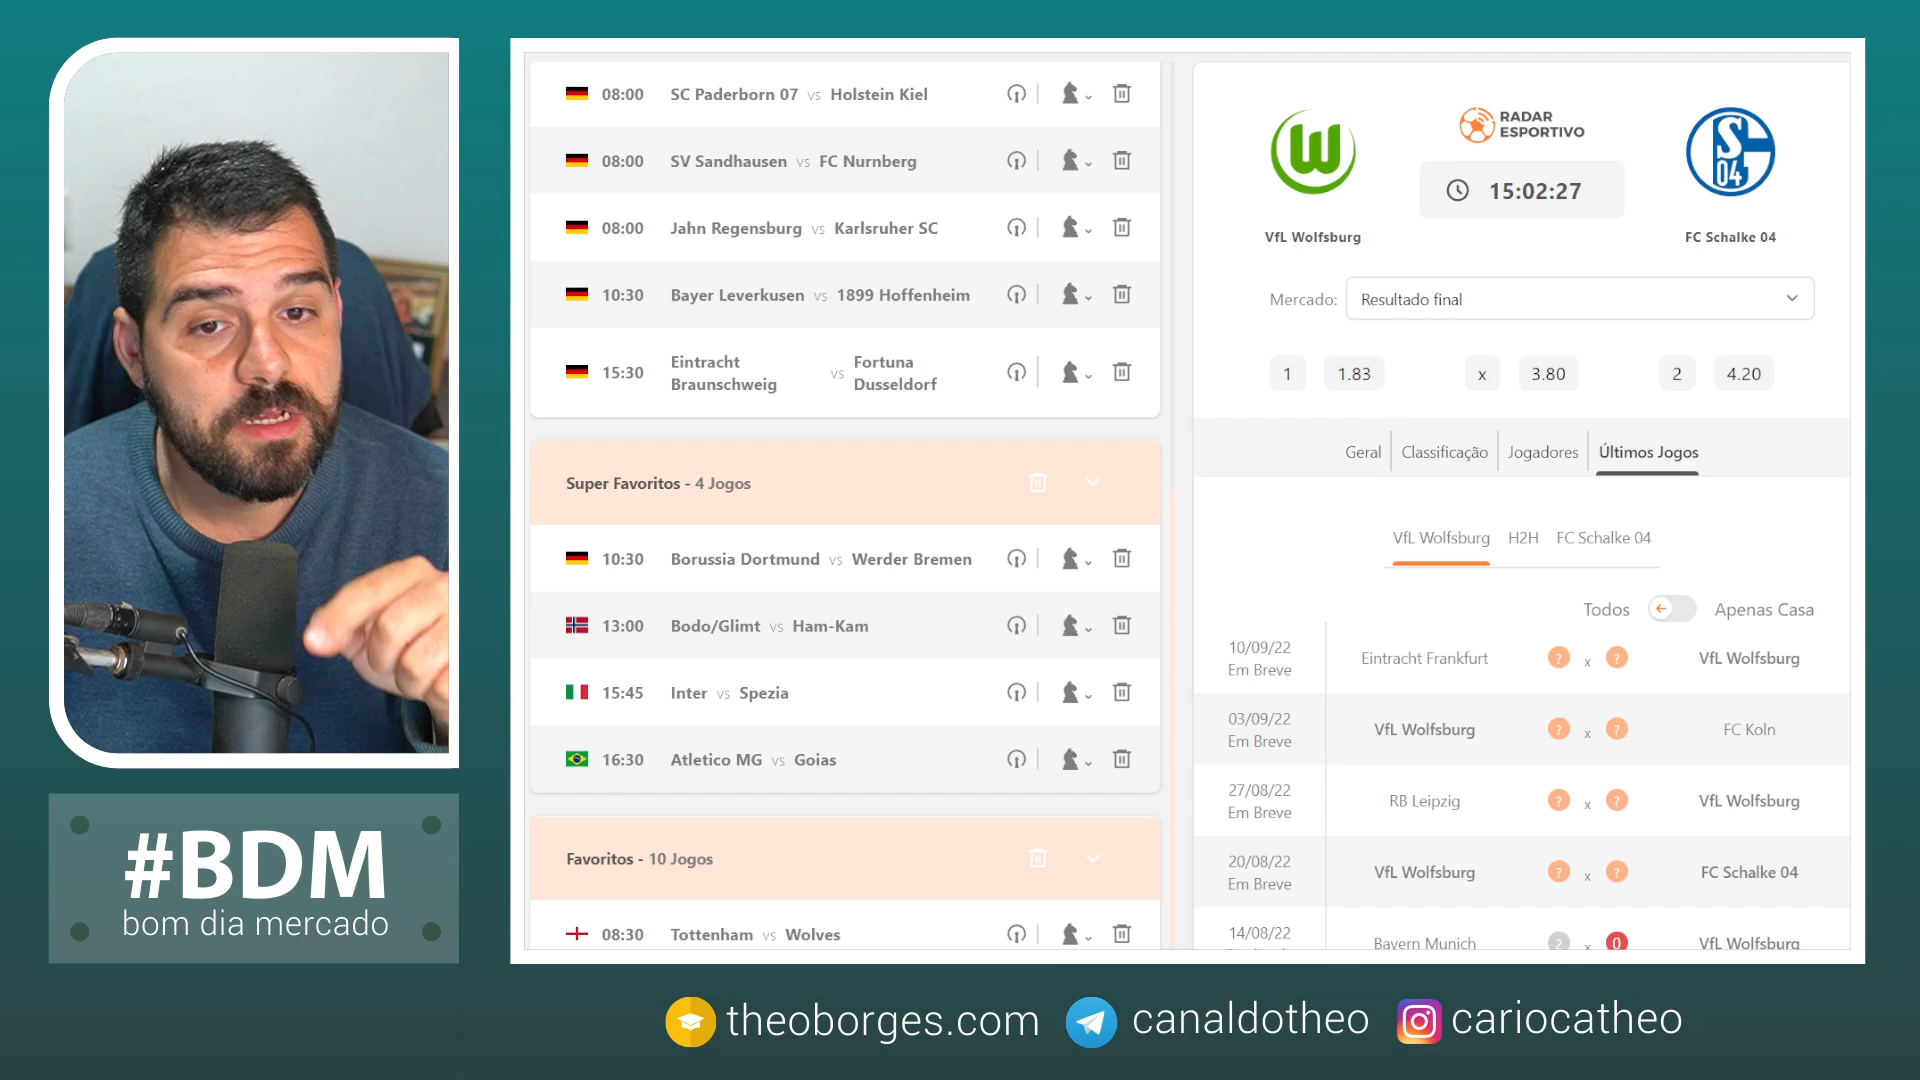 08:00 SC Paderborn 07 vs Holstein Kiel
08:00 SV Sandhausen vs FC Nurnberg
08:00 Jahn Regensburg vs Karlsruher SC
10:30 Bayer Leverkusen vs 1899 Hoffenheim
15:30 Eintracht Braunschweig vs Fortuna Dusseldorf
Super Favoritos - 4 Jogos
10:30 Borussia Dortmund vs Werder Bremen
13:00 Bodo/Glimt vs Ham-Kam
15:45 Inter vs Spezia
16:30 Atletico MG vs Goias
Favoritos - 10 Jogos
08:30 Tottenham vs Wolves
W
RADAR ESPORTIVO
S 04
15:02:27
VfL Wolfsburg
FC Schalke 04
Mercado: Resultado final
1 1.83 x 3.80 2 4.20
Geral Classificação Jogadores Últimos Jogos
VfL Wolfsburg H2H FC Schalke 04
Todos Apenas Casa
10/09/22 Em Breve Eintracht Frankfurt ? x ? VfL Wolfsburg
03/09/22 Em Breve VfL Wolfsburg ? x ? FC Koln
27/08/22 Em Breve RB Leipzig ? x ? VfL Wolfsburg
20/08/22 Em Breve VfL Wolfsburg ? x ? FC Schalke 04
14/08/22 Bayern Munich 2 x 0 VfL Wolfsburg
#BDM
bom dia mercado
theoborges.com canaldotheo cariocatheo